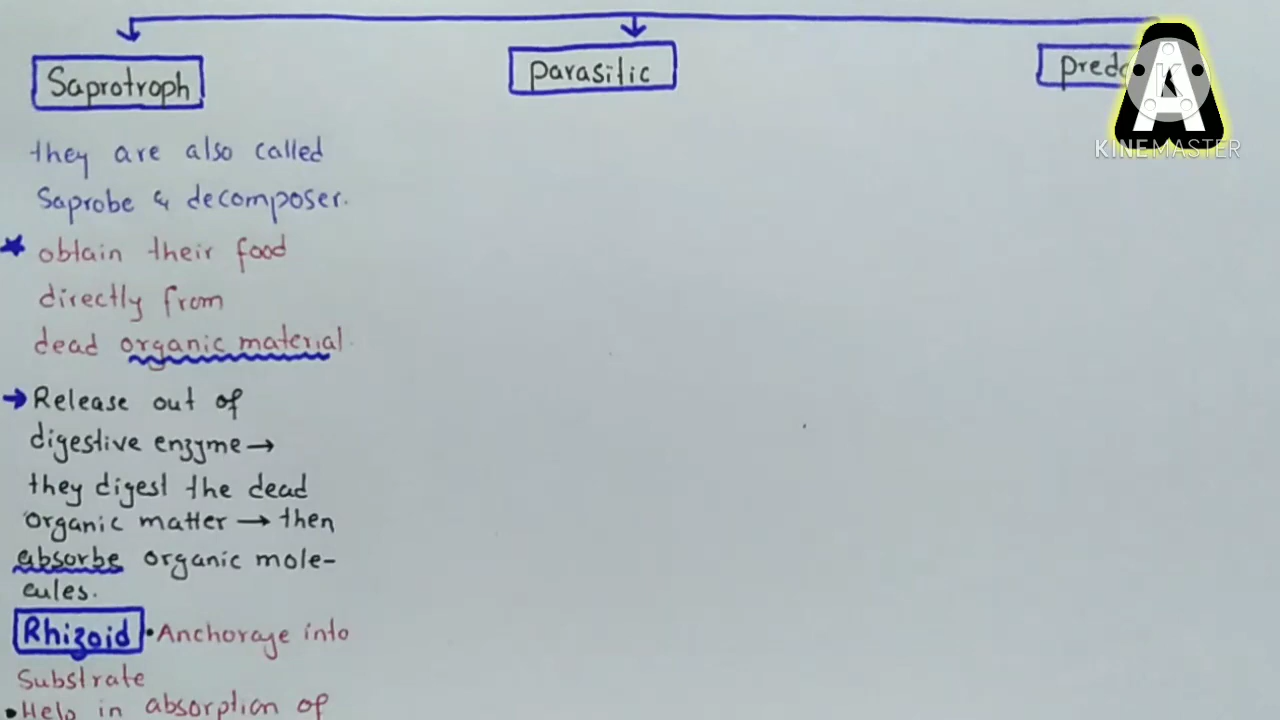 Saprotroph
parasitic
they are also called
Saprobe & decomposer.
obtain their food
directly from
dead organic material.
Release out of
digestive enzyme →
they digest the dead
organic matter → then
absorbe organic mole-
cules.
Rhizoid • Anchorage into
Substrate
• Help in absorption of
KINEMASTER